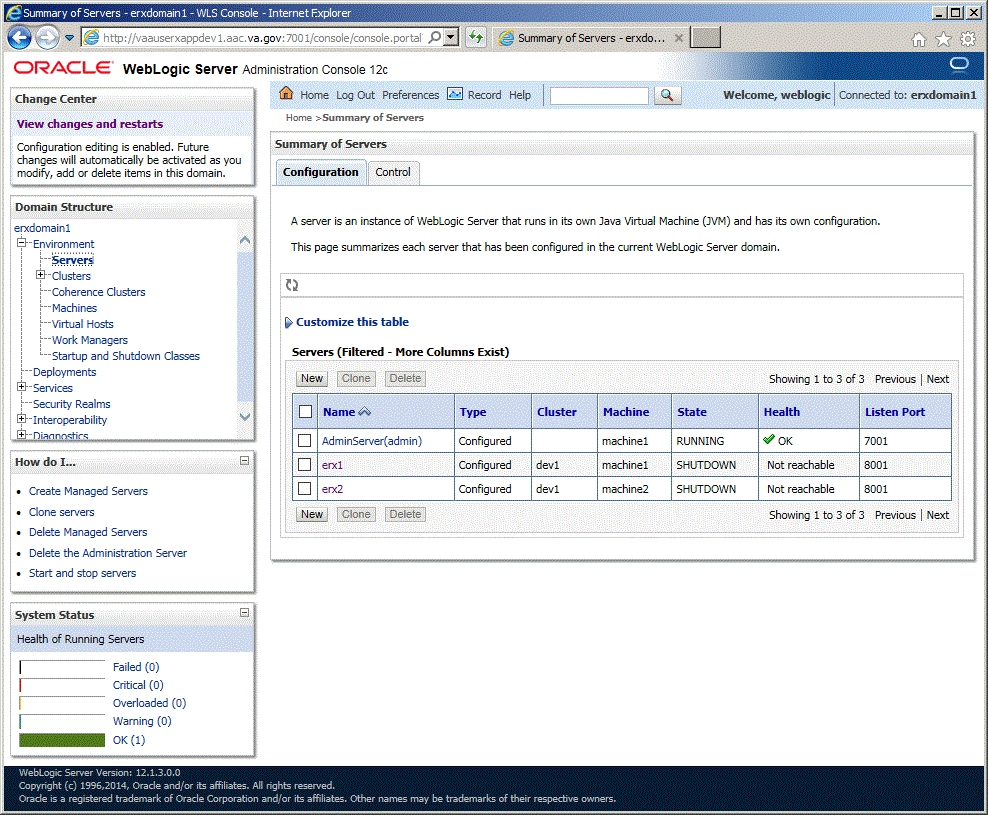 Summary of Servers - erxdomain1 - WLS Console - Internet Explorer
http://vaauserxappdev1.aac.va.gov:7001/console/console.portal
Summary of Servers - erxdo...
ORACLE WebLogic Server Administration Console 12c
Change Center
View changes and restarts
Configuration editing is enabled. Future
changes will automatically be activated as you
modify, add or delete items in this domain.
Domain Structure
erxdomain1
Environment
Servers
Clusters
Coherence Clusters
Machines
Virtual Hosts
Work Managers
Startup and Shutdown Classes
Deployments
Services
Security Realms
Interoperability
Diagnostics
How do I...
Create Managed Servers
Clone servers
Delete Managed Servers
Delete the Administration Server
Start and stop servers
System Status
Health of Running Servers
Failed (0)
Critical (0)
Overloaded (0)
Warning (0)
OK (1)
Home Log Out Preferences Record Help
Welcome, weblogic Connected to: erxdomain1
Home >Summary of Servers
Summary of Servers
Configuration Control
A server is an instance of WebLogic Server that runs in its own Java Virtual Machine (JVM) and has its own configuration.
This page summarizes each server that has been configured in the current WebLogic Server domain.
Customize this table
Servers (Filtered - More Columns Exist)
New Clone Delete Showing 1 to 3 of 3 Previous | Next
Name Type Cluster Machine State Health Listen Port
AdminServer(admin) Configured machine1 RUNNING OK 7001
erx1 Configured dev1 machine1 SHUTDOWN Not reachable 8001
erx2 Configured dev1 machine2 SHUTDOWN Not reachable 8001
New Clone Delete Showing 1 to 3 of 3 Previous | Next
WebLogic Server Version: 12.1.3.0.0
Copyright (c) 1996,2014, Oracle and/or its affiliates. All rights reserved.
Oracle is a registered trademark of Oracle Corporation and/or its affiliates. Other names may be trademarks of their respective owners.